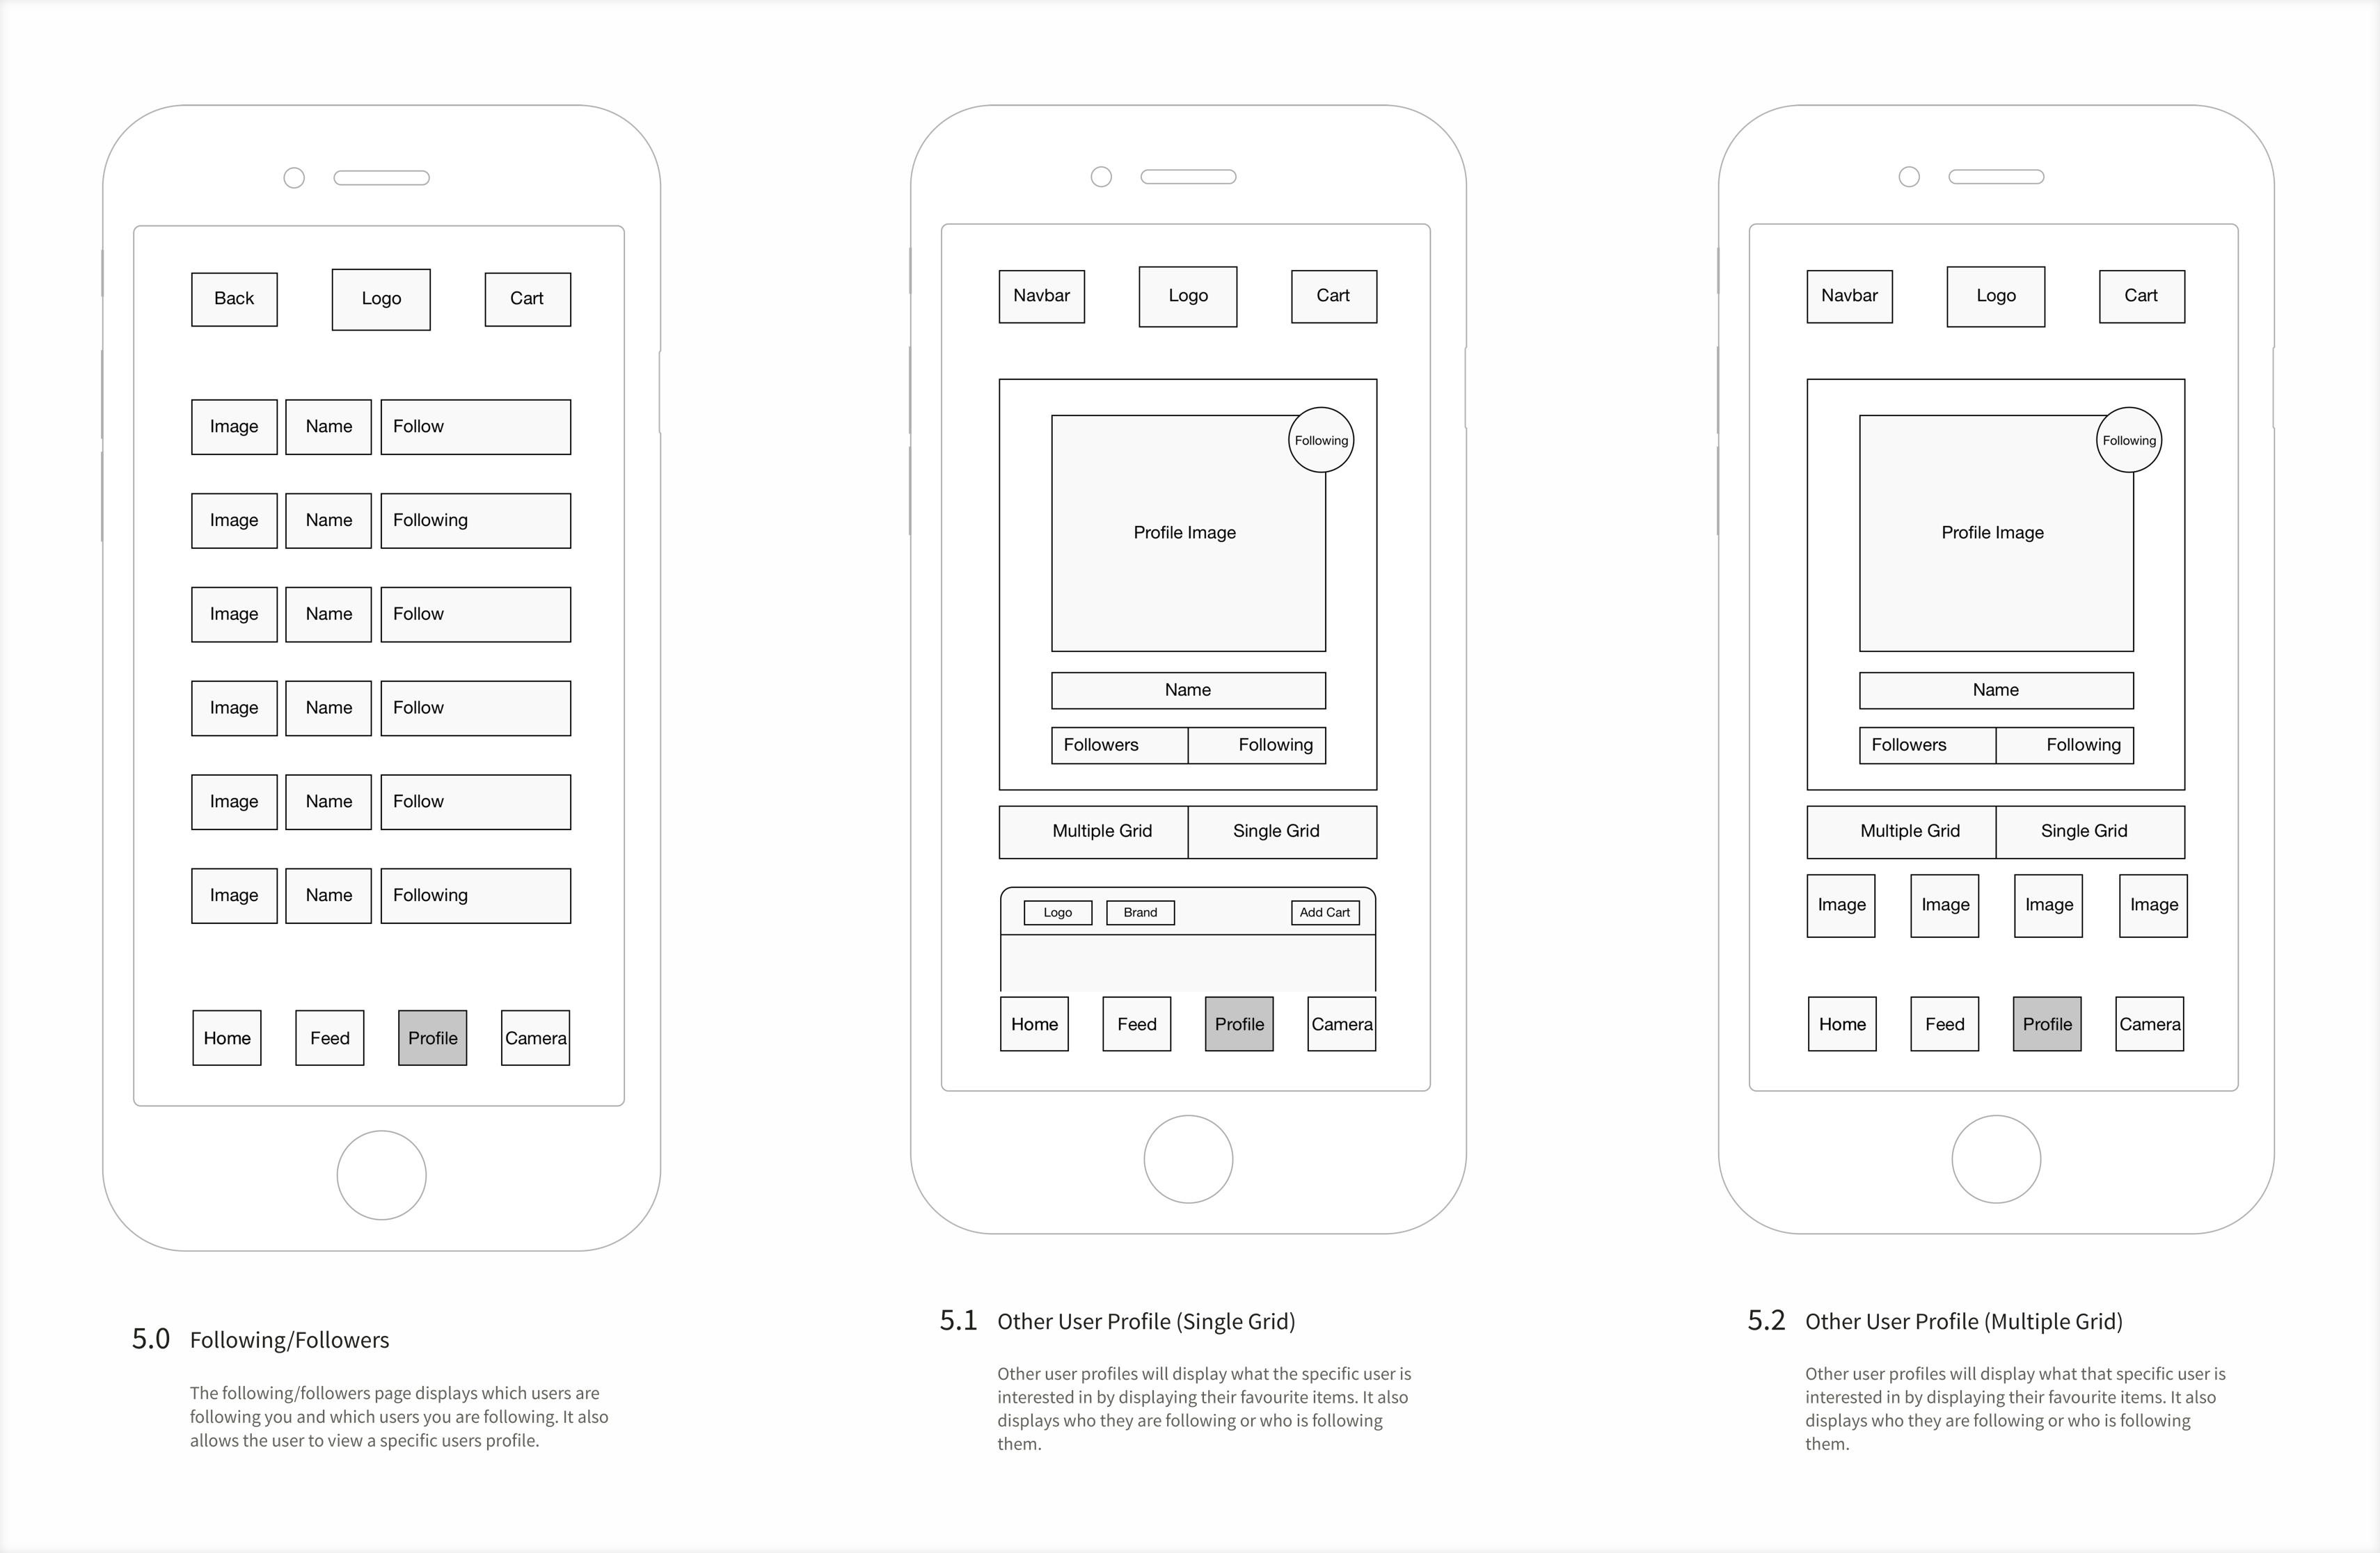 Back Logo Cart
Image Name Follow
Image Name Following
Image Name Follow
Image Name Follow
Image Name Follow
Image Name Following
Home Feed Profile Camera
5.0 Following/Followers
The following/followers page displays which users are
following you and which users you are following. It also
allows the user to view a specific users profile.
Navbar Logo Cart
Following
Profile Image
Name
Followers Following
Multiple Grid Single Grid
Logo Brand Add Cart
Home Feed Profile Camera
5.1 Other User Profile (Single Grid)
Other user profiles will display what the specific user is
interested in by displaying their favourite items. It also
displays who they are following or who is following
them.
Navbar Logo Cart
Following
Profile Image
Name
Followers Following
Multiple Grid Single Grid
Image Image Image Image
Home Feed Profile Camera
5.2 Other User Profile (Multiple Grid)
Other user profiles will display what that specific user is
interested in by displaying their favourite items. It also
displays who they are following or who is following
them.